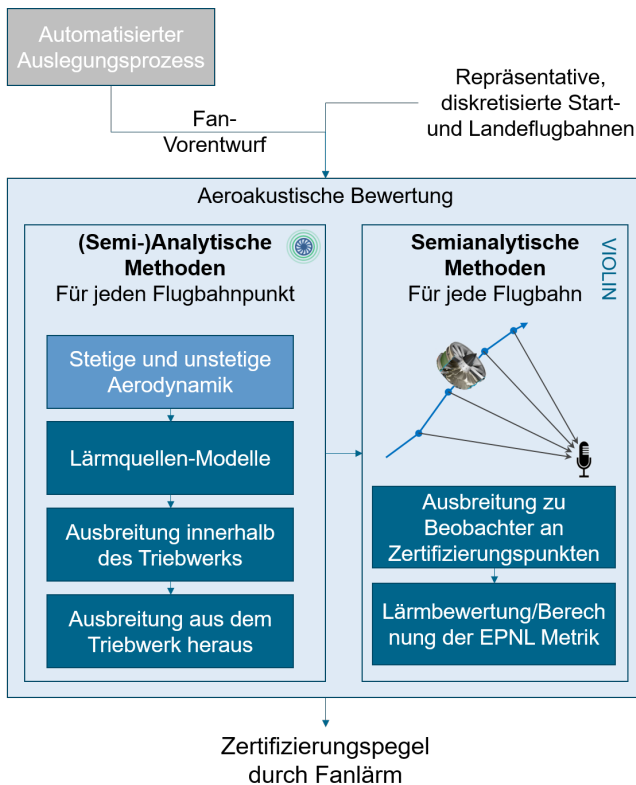 Automatisierter
Auslegungsprozess
Fan-
Vorentwurf
Repräsentative,
diskretisierte Start-
und Landeflugbahnen
Aeroakustische Bewertung
(Semi-)Analytische
Methoden
Für jeden Flugbahnpunkt
Stetige und unstetige
Aerodynamik
Lärmquellen-Modelle
Ausbreitung innerhalb
des Triebwerks
Ausbreitung aus dem
Triebwerk heraus
Semianalytische
Methoden
Für jede Flugbahn
VIOLIN
Ausbreitung zu
Beobachter an
Zertifizierungspunkten
Lärmbewertung/Berech
nung der EPNL Metrik
Zertifizierungspegel
durch Fanlärm